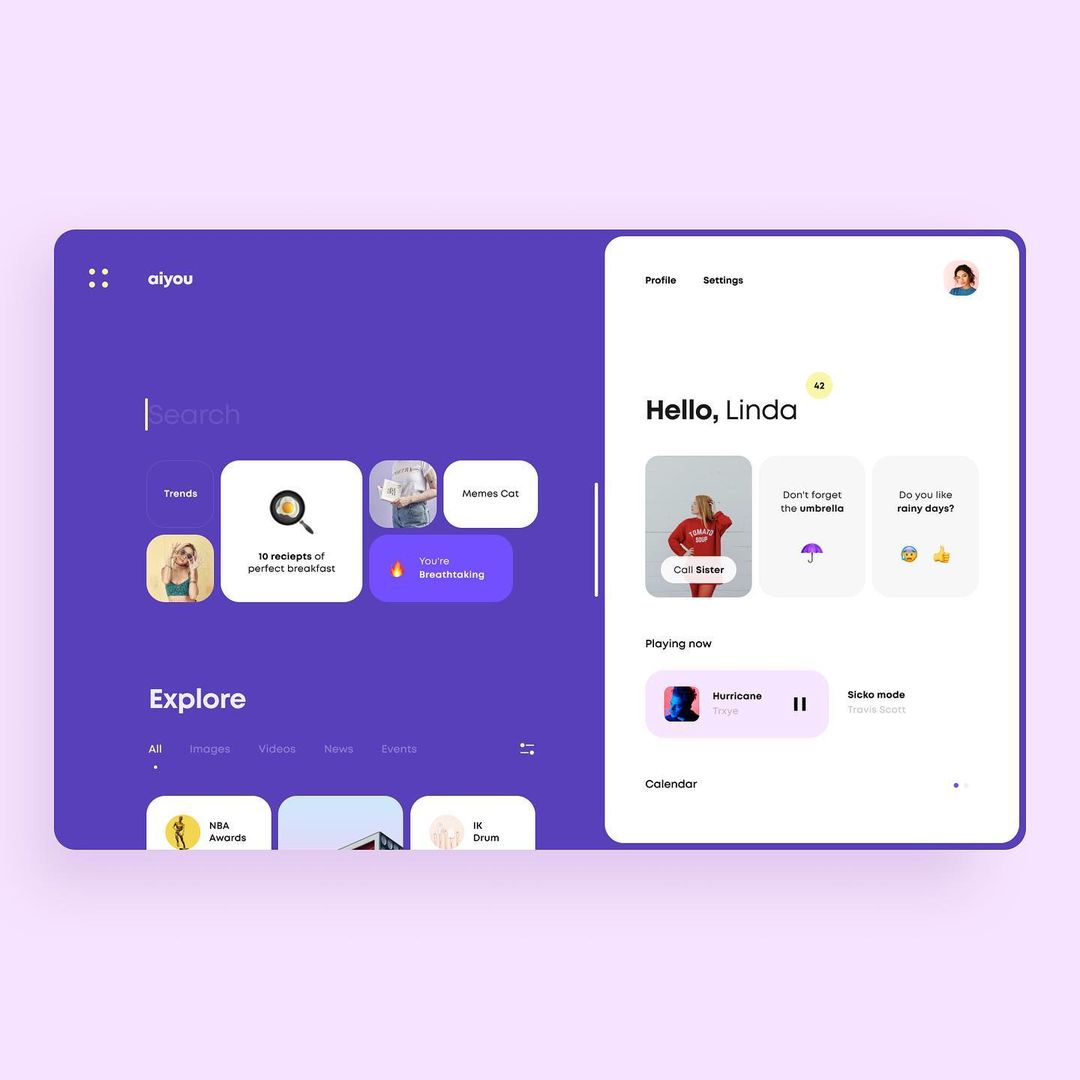 aiyou
Search
Trends
10 reciepts of
perfect breakfast
Memes Cat
You're
Breathtaking
Explore
All Images Videos News Events
NBA
Awards
IK
Drum
Profile Settings
Hello, Linda
42
TOMATO
SOUP
Call Sister
Don't forget
the umbrella
Do you like
rainy days?
Playing now
Hurricane
Trxye
Sicko mode
Travis Scott
Calendar